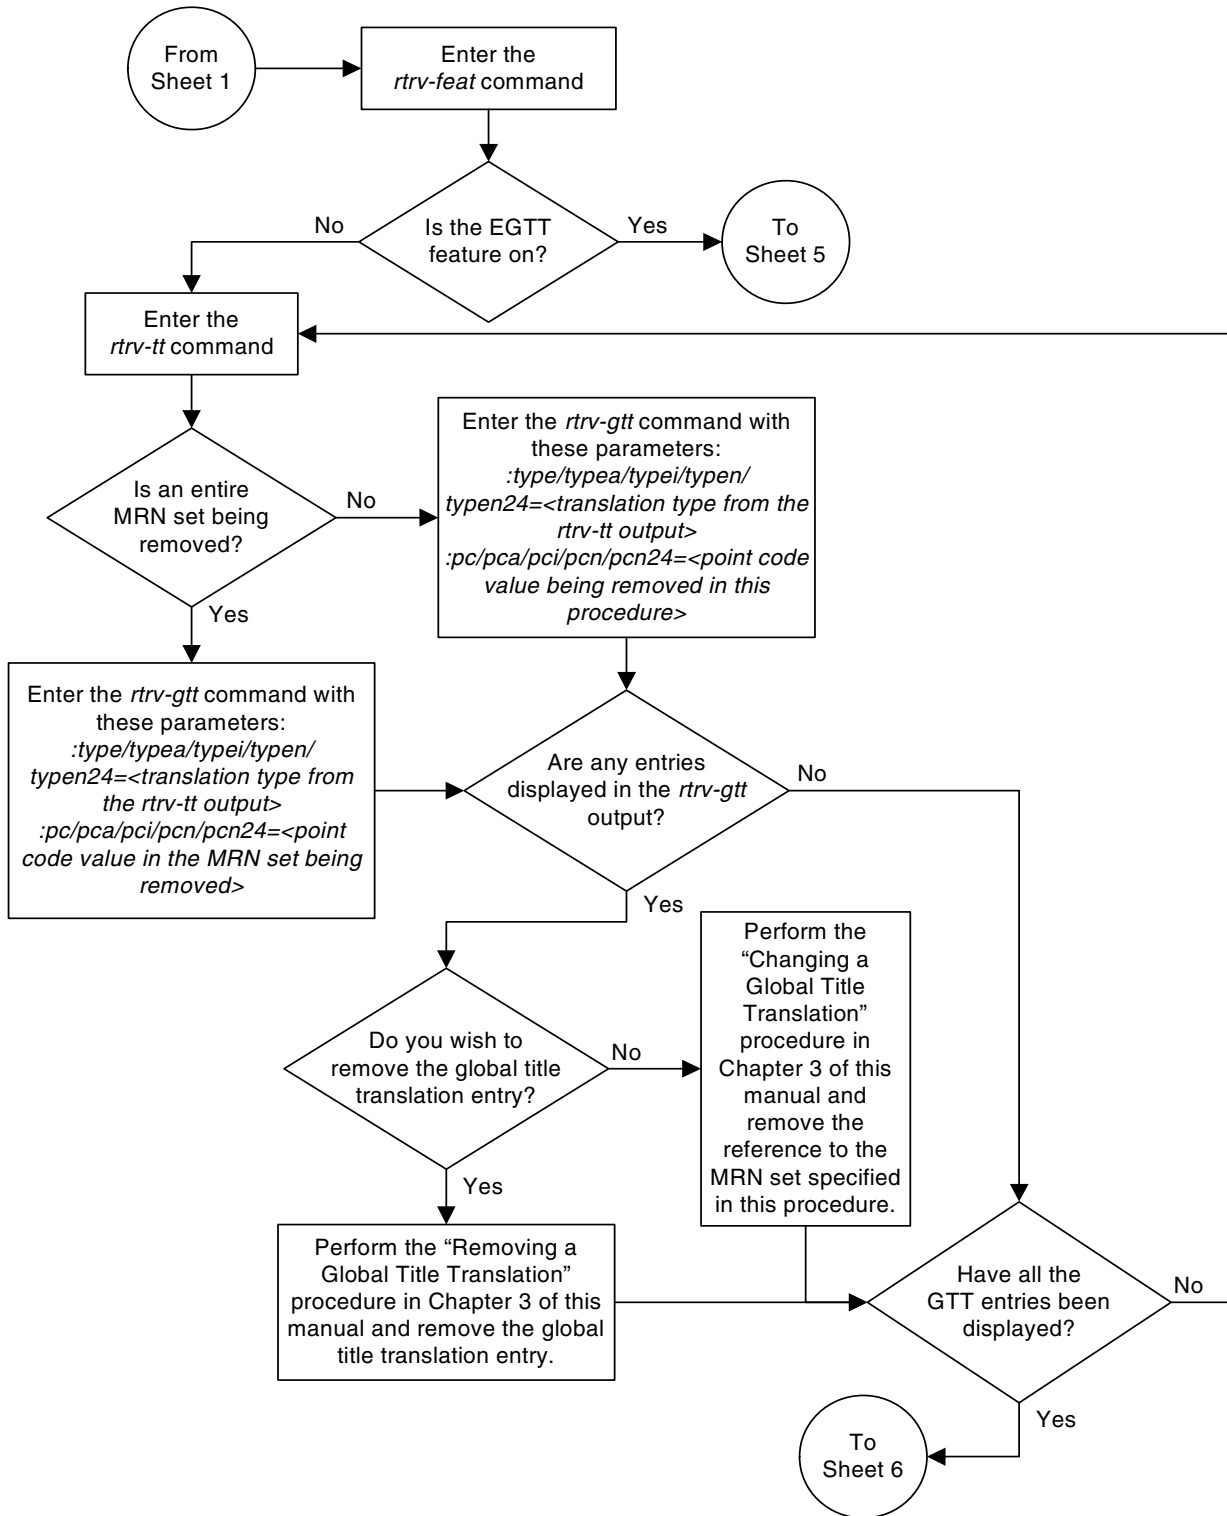 From
Sheet 1
Enter the
rtrv-feat command
Is the EGTT
feature on?
No
Yes
To
Sheet 5
Enter the
rtrv-tt command
Is an entire
MRN set being
removed?
No
Yes
Enter the rtrv-gtt command with
these parameters:
:type/typea/typei/typen/
typen24=<translation type from the
rtrv-tt output>
:pc/pca/pci/pcn/pcn24=<point code
value being removed in this
procedure>
Enter the rtrv-gtt command with
these parameters:
:type/typea/typei/typen/
typen24=<translation type from
the rtrv-tt output>
:pc/pca/pci/pcn/pcn24=<point
code value in the MRN set being
removed>
Are any entries
displayed in the rtrv-gtt
output?
No
Yes
Do you wish to
remove the global title
translation entry?
No
Yes
Perform the
“Changing a
Global Title
Translation”
procedure in
Chapter 3 of this
manual and
remove the
reference to the
MRN set specified
in this procedure.
Perform the “Removing a
Global Title Translation”
procedure in Chapter 3 of this
manual and remove the global
title translation entry.
Have all the
GTT entries been
displayed?
No
Yes
To
Sheet 6